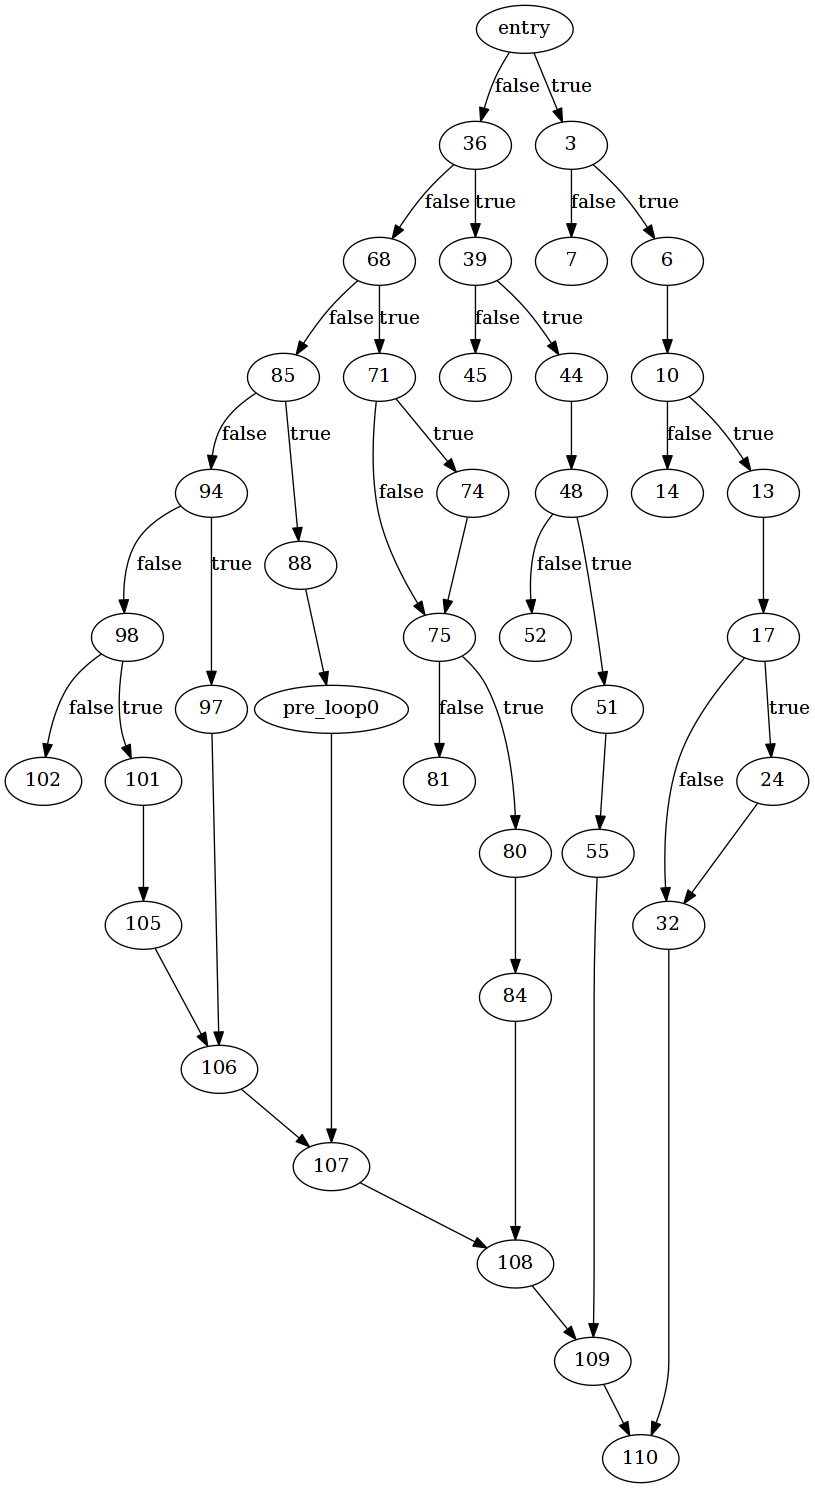 entry
false
true
36
3
false
true
false
true
68
39
7
6
false
true
false
true
85
71
45
44
10
false
true
false
true
false
true
94
74
48
14
13
false
true
false
true
88
98
75
52
17
false
true
false
true
false
true
97
pre_loop0
51
102
101
81
24
80
55
105
32
84
106
107
108
109
110